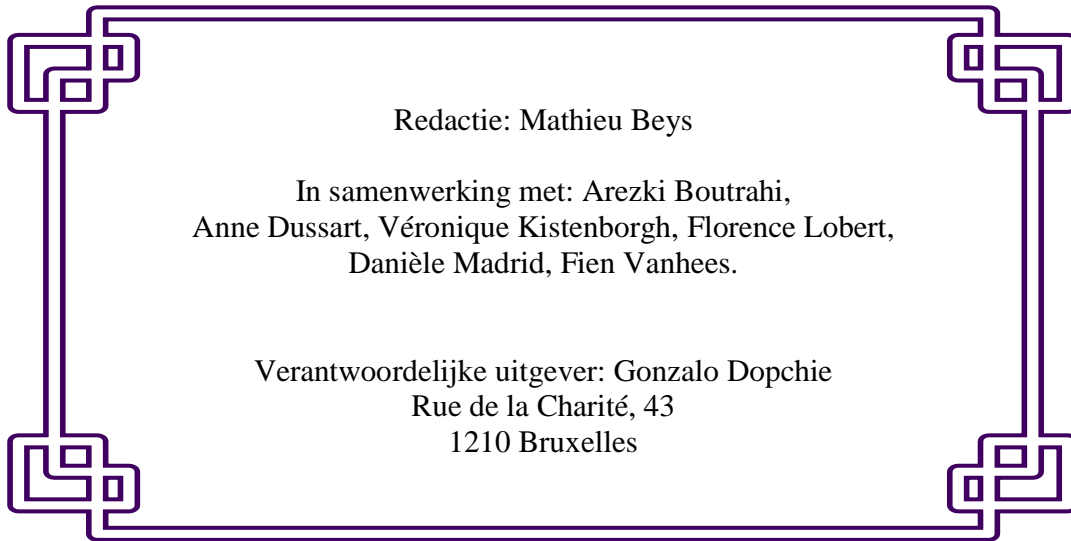 Redactie: Mathieu Beys
In samenwerking met: Arezki Boutrahi,
Anne Dussart, Véronique Kistenborgh, Florence Lobert,
Danièle Madrid, Fien Vanhees.
Verantwoordelijke uitgever: Gonzalo Dopchie
Rue de la Charité, 43
1210 Bruxelles